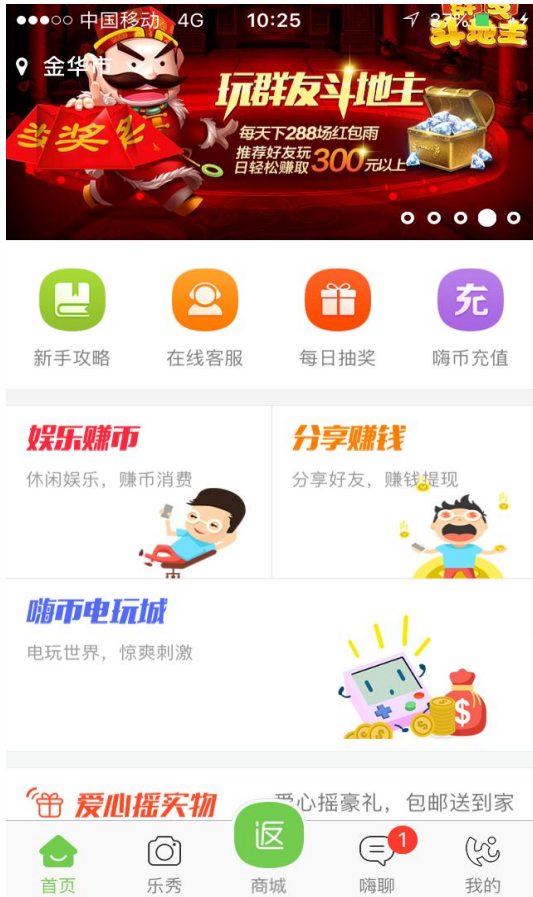 中国移动 4G 10:25 37%
金华市
斗地主
玩群友斗地主
每天下288场红包雨
推荐好友玩
日轻松赚取300元以上
新手攻略 在线客服 每日抽奖 嗨币充值
充
娱乐赚币 分享赚钱
休闲娱乐，赚币消费 分享好友，赚钱提现
嗨币电玩城
电玩世界，惊爽刺激
$
爱心摇实物 爱心摇豪礼，包邮送到家
返
1
首页 乐秀 商城 嗨聊 我的